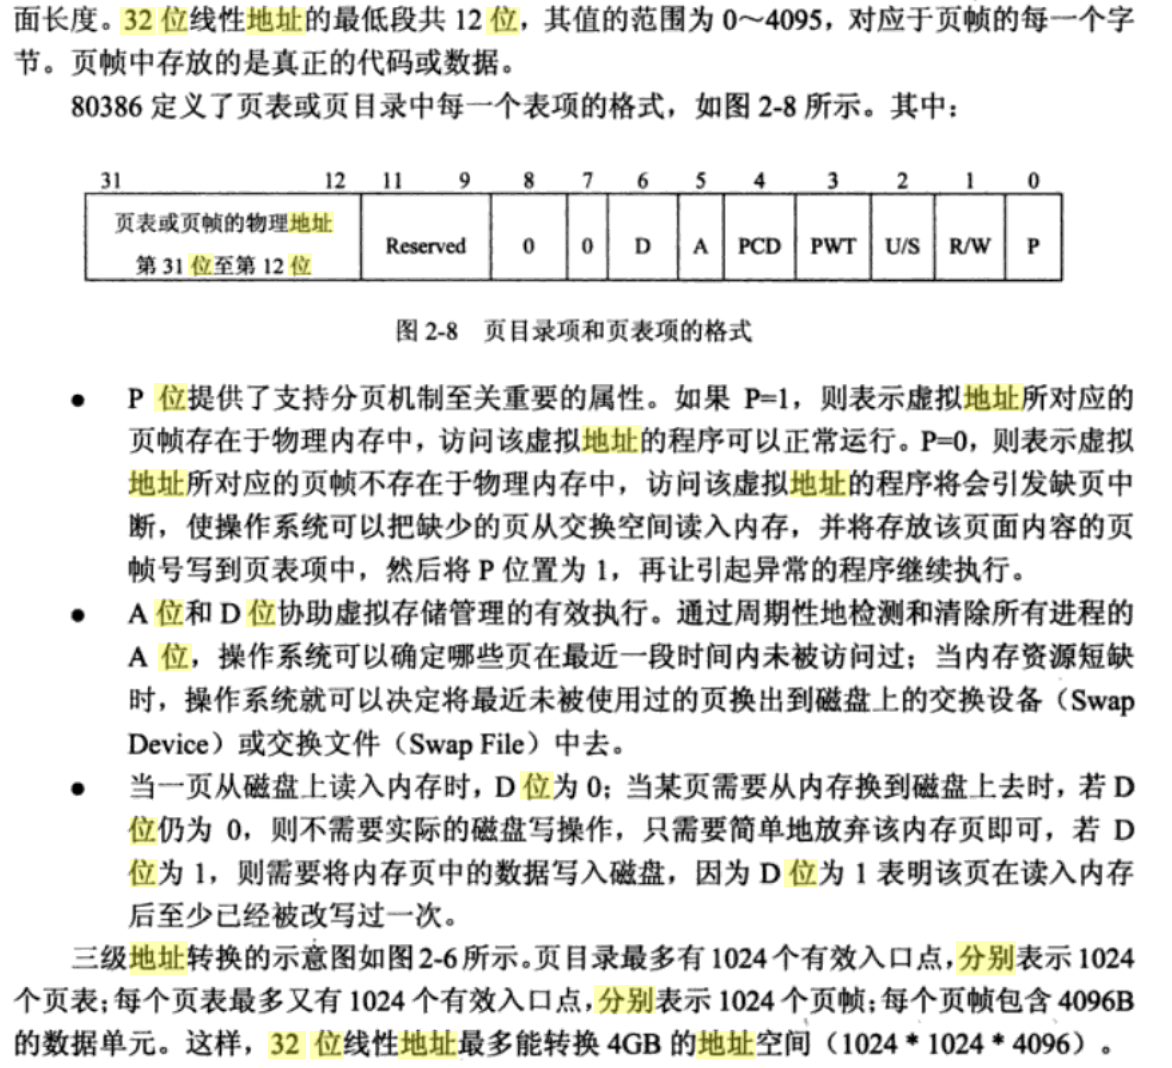 面长度。32 位线性地址的最低段共 12 位，其值的范围为 0～4095，对应于页帧的每一个字
节。页帧中存放的是真正的代码或数据。
80386 定义了页表或页目录中每一个表项的格式，如图 2-8 所示。其中：
31 12 11 9 8 7 6 5 4 3 2 1 0
页表或页帧的物理地址
第 31 位至第 12 位
Reserved 0 0 D A PCD PWT U/S R/W P
图 2-8 页目录项和页表项的格式
● P 位提供了支持分页机制至关重要的属性。如果 P=1，则表示虚拟地址所对应的
页帧存在于物理内存中，访问该虚拟地址的程序可以正常运行。P=0，则表示虚拟
地址所对应的页帧不存在于物理内存中，访问该虚拟地址的程序将会引发缺页中
断，使操作系统可以把缺少的页从交换空间读入内存，并将存放该页面内容的页
帧号写到页表项中，然后将 P 位置为 1，再让引起异常的程序继续执行。
● A 位和 D 位协助虚拟存储管理的有效执行。通过周期性地检测和清除所有进程的
A 位，操作系统可以确定哪些页在最近一段时间内未被访问过；当内存资源短缺
时，操作系统就可以决定将最近未被使用过的页换出到磁盘上的交换设备（Swap
Device）或交换文件（Swap File）中去。
● 当一页从磁盘上读入内存时，D 位为 0；当某页需要从内存换到磁盘上去时，若 D
位仍为 0，则不需要实际的磁盘写操作，只需要简单地放弃该内存页即可，若 D
位为 1，则需要将内存页中的数据写入磁盘，因为 D 位为 1 表明该页在读入内存
后至少已经被改写过一次。
三级地址转换的示意图如图 2-6 所示。页目录最多有 1024 个有效入口点，分别表示 1024
个页表；每个页表最多又有 1024 个有效入口点，分别表示 1024 个页帧；每个页帧包含 4096B
的数据单元。这样，32 位线性地址最多能转换 4GB 的地址空间（1024 * 1024 * 4096）。